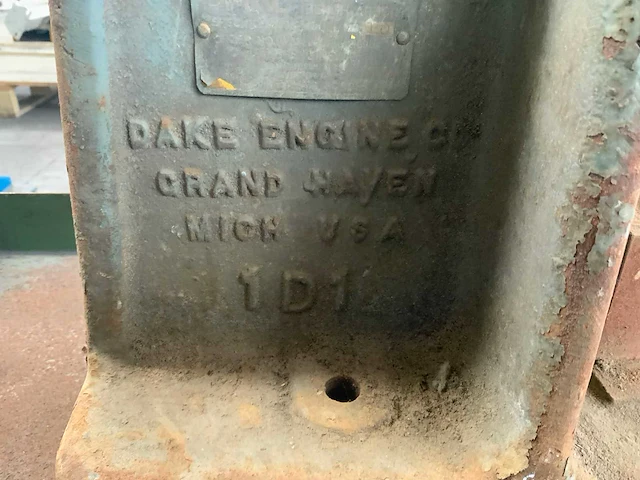 DAKE ENGINE CO
GRAND HAVEN
MICH USA
1D1